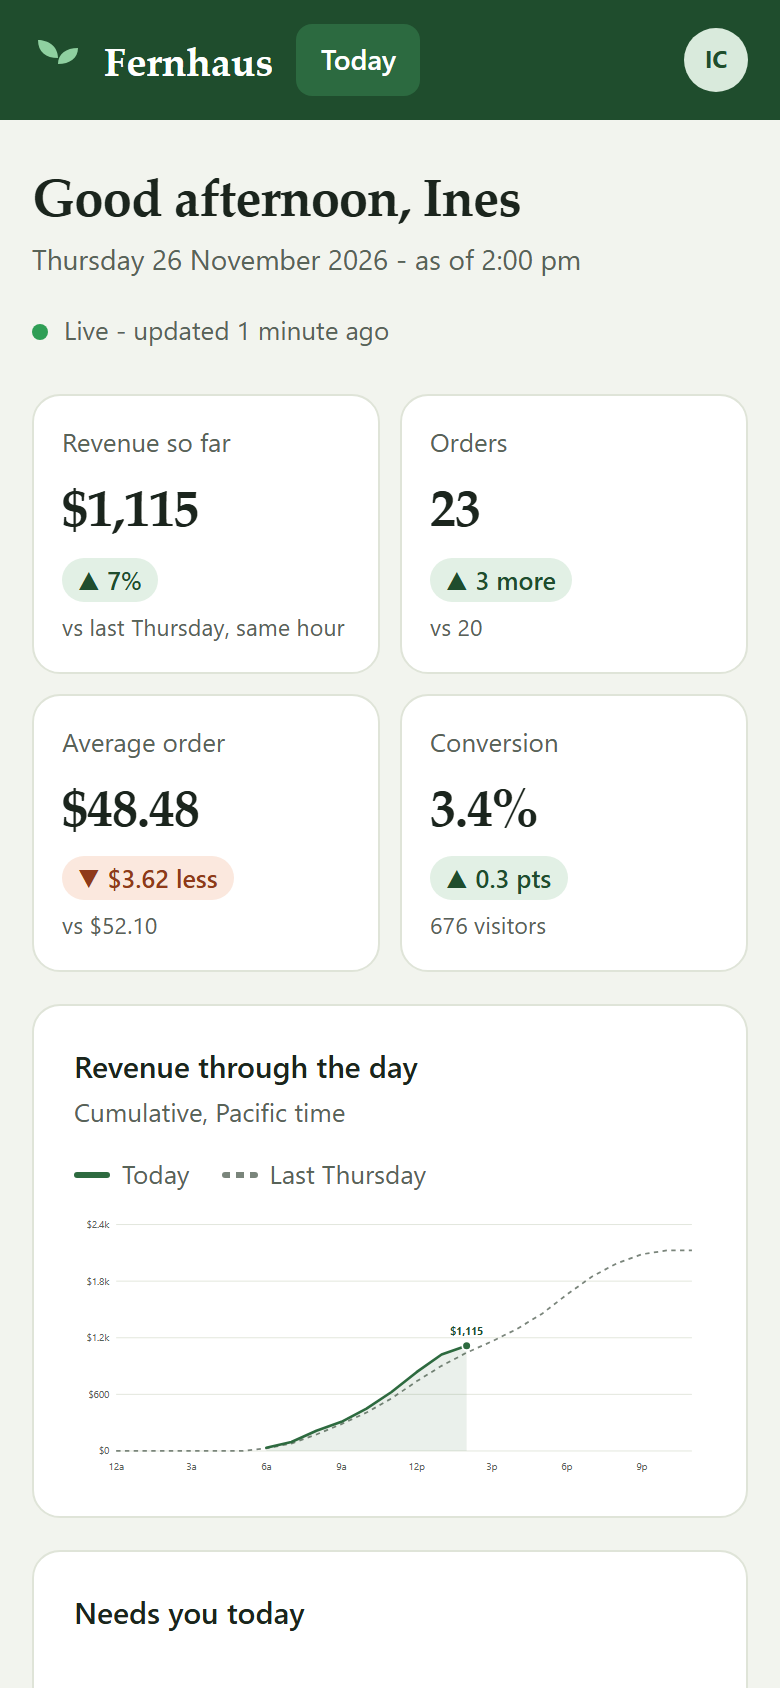 Fernhaus
Today
IC
Good afternoon, Ines
Thursday 26 November 2026 - as of 2:00 pm
Live - updated 1 minute ago
Revenue so far
$1,115
▲ 7%
vs last Thursday, same hour
Orders
23
▲ 3 more
vs 20
Average order
$48.48
▼ $3.62 less
vs $52.10
Conversion
3.4%
▲ 0.3 pts
676 visitors
Revenue through the day
Cumulative, Pacific time
Today
Last Thursday
$2.4k
$1.8k
$1.2k
$600
$0
$1,115
12a
3a
6a
9a
12p
3p
6p
9p
Needs you today